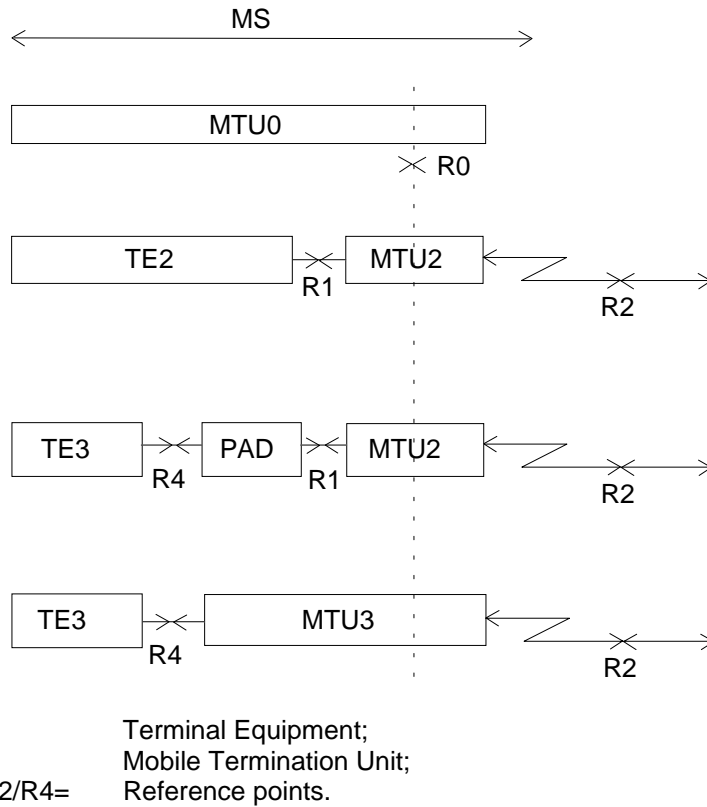 MS
MTU0
R0
TE2 MTU2
R1 R2
TE3 PAD MTU2
R4 R1 R2
TE3 MTU3
R4 R2
Terminal Equipment;
Mobile Termination Unit;
2/R4= Reference points.